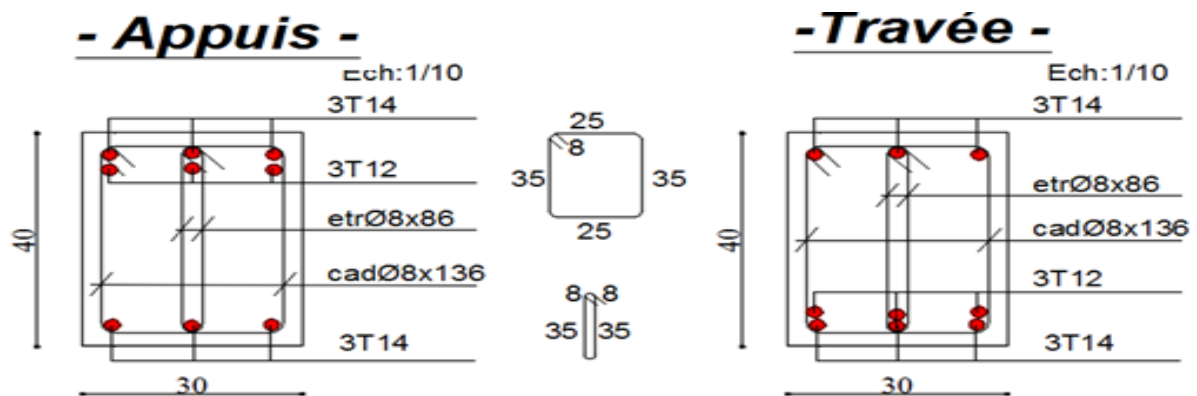 - Appuis -
Ech:1/10
3T14
3T12
etrØ8x86
cadØ8x136
3T14
40
30
25
8
35
35
25
8
8
35
35
-Travée -
Ech:1/10
3T14
etrØ8x86
cadØ8x136
3T12
3T14
40
30